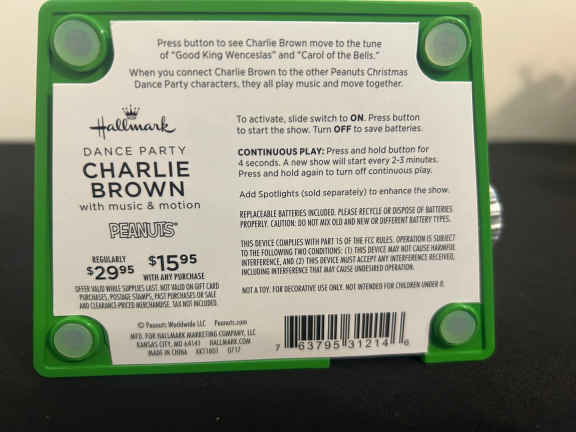 Press button to see Charlie Brown move to the tune
of "Good King Wenceslas" and "Carol of the Bells."
When you connect Charlie Brown to the other Peanuts Christmas
Dance Party characters, they all play music and move together.
Hallmark
DANCE PARTY
CHARLIE
BROWN
with music & motion
PEANUTS
REGULARLY
$29.95
$15.95
WITH ANY PURCHASE
OFFER VALID WHILE SUPPLIES LAST. NOT VALID ON GIFT CARD
PURCHASES, POSTAGE STAMPS, PAST PURCHASES OR SALE
AND CLEARANCE-PRICED MERCHANDISE. TAX NOT INCLUDED.
To activate, slide switch to ON. Press button
to start the show. Turn OFF to save batteries.
CONTINUOUS PLAY: Press and hold button for
4 seconds. A new show will start every 2-3 minutes.
Press and hold again to turn off continuous play.
Add Spotlights (sold separately) to enhance the show.
REPLACEABLE BATTERIES INCLUDED. PLEASE RECYCLE OR DISPOSE OF BATTERIES
PROPERLY. CAUTION: DO NOT MIX OLD AND NEW OR DIFFERENT BATTERY TYPES.
THIS DEVICE COMPLIES WITH PART 15 OF THE FCC RULES. OPERATION IS SUBJECT
TO THE FOLLOWING TWO CONDITIONS: (1) THIS DEVICE MAY NOT CAUSE HARMFUL
INTERFERENCE, AND (2) THIS DEVICE MUST ACCEPT ANY INTERFERENCE RECEIVED,
INCLUDING INTERFERENCE THAT MAY CAUSE UNDESIRED OPERATION.
NOT A TOY. FOR DECORATIVE USE ONLY. NOT INTENDED FOR CHILDREN UNDER 8.
© Peanuts Worldwide LLC Peanuts.com
MFD. FOR HALLMARK MARKETING COMPANY, LLC
KANSAS CITY, MO 64141 HALLMARK.COM
MADE IN CHINA XKT1001 0717
7 63795 31214 6